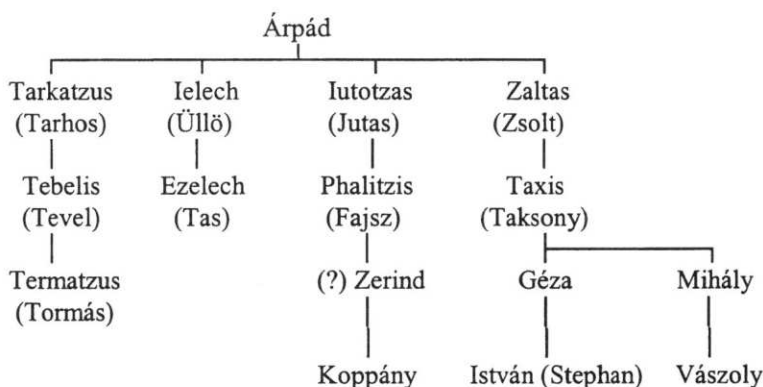 Árpád
Tarkatzus Ielech Iutotzas Zaltas
(Tarhos) (Üllö) (Jutas) (Zsolt)
Tebelis Ezelech Phalitzis Taxis
(Tevel) (Tas) (Fajsz) (Taksony)
Termatzus (?) Zerind Géza Mihály
(Tormás)
Koppány István (Stephan) Vászoly